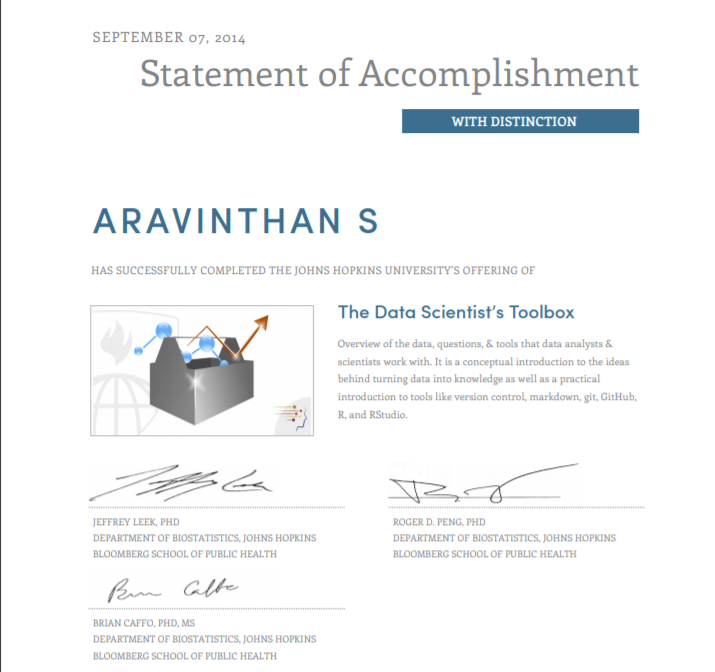 SEPTEMBER 07, 2014
Statement of Accomplishment
WITH DISTINCTION
ARAVINTHAN S
HAS SUCCESSFULLY COMPLETED THE JOHNS HOPKINS UNIVERSITY'S OFFERING OF
The Data Scientist's Toolbox
Overview of the data, questions, & tools that data analysts &
scientists work with. It is a conceptual introduction to the ideas
behind turning data into knowledge as well as a practical
introduction to tools like version control, markdown, git, GitHub,
R, and RStudio.
JEFFREY LEEK, PHD
DEPARTMENT OF BIOSTATISTICS, JOHNS HOPKINS
BLOOMBERG SCHOOL OF PUBLIC HEALTH
ROGER D. PENG, PHD
DEPARTMENT OF BIOSTATISTICS, JOHNS HOPKINS
BLOOMBERG SCHOOL OF PUBLIC HEALTH
Brian Caffo
BRIAN CAFFO, PHD, MS
DEPARTMENT OF BIOSTATISTICS, JOHNS HOPKINS
BLOOMBERG SCHOOL OF PUBLIC HEALTH